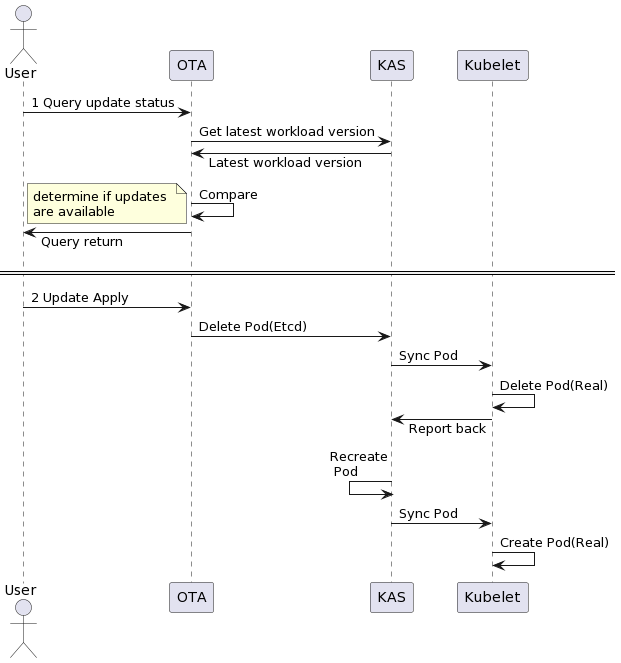 User
OTA
KAS
Kubelet
1 Query update status
Get latest workload version
Latest workload version
Compare
determine if updates
are available
Query return
2 Update Apply
Delete Pod(Etcd)
Sync Pod
Delete Pod(Real)
Report back
Recreate
Pod
Sync Pod
Create Pod(Real)
User
OTA
KAS
Kubelet